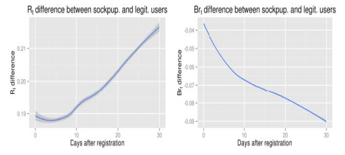 Rₜ difference between sockpup. and legit. users
Rₜ difference
0.21
0.20
0.19
0
10
20
30
Days after registration
Brₜ difference between sockpup. and legit. users
Brₜ difference
-0.04
-0.05
-0.06
-0.07
-0.08
-0.09
0
10
20
30
Days after registration